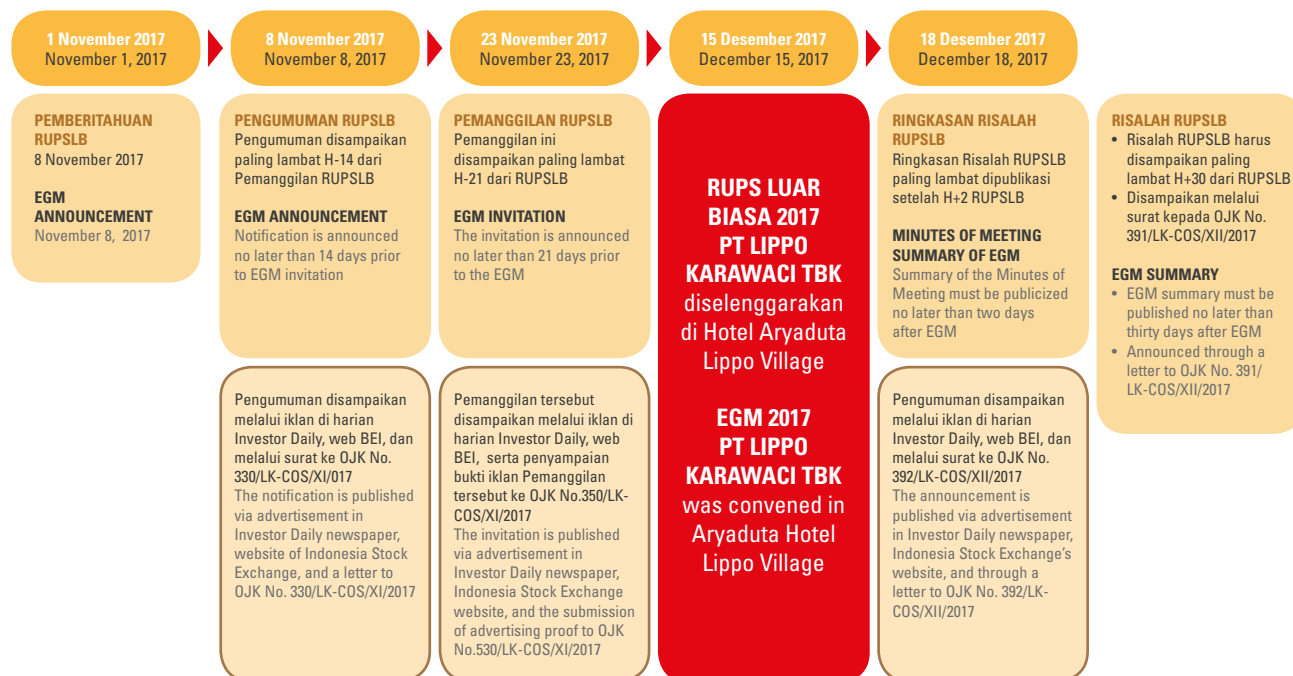 1 November 2017
November 1, 2017
8 November 2017
November 8, 2017
23 November 2017
November 23, 2017
15 Desember 2017
December 15, 2017
18 Desember 2017
December 18, 2017
PEMBERITAHUAN
RUPSLB
8 November 2017
EGM
ANNOUNCEMENT
November 8, 2017
PENGUMUMAN RUPSLB
Pengumuman disampaikan
paling lambat H-14 dari
Pemanggilan RUPSLB
EGM ANNOUNCEMENT
Notification is announced
no later than 14 days prior
to EGM invitation
Pengumuman disampaikan
melalui iklan di harian
Investor Daily, web BEI, dan
melalui surat ke OJK No.
330/LK-COS/XI/017
The notification is published
via advertisement in
Investor Daily newspaper,
website of Indonesia Stock
Exchange, and a letter to
OJK No. 330/LK-COS/XI/2017
PEMANGGILAN RUPSLB
Pemanggilan ini
disampaikan paling lambat
H-21 dari RUPSLB
EGM INVITATION
The invitation is announced
no later than 21 days prior
to the EGM
Pemanggilan tersebut
disampaikan melalui iklan di
harian Investor Daily, web
BEI, serta penyampaian
bukti iklan Pemanggilan
tersebut ke OJK No.350/LK-
COS/XI/2017
The invitation is published
via advertisement in
Investor Daily newspaper,
Indonesia Stock Exchange
website, and the submission
of advertising proof to OJK
No.530/LK-COS/XI/2017
RUPS LUAR
BIASA 2017
PT LIPPO
KARAWACI TBK
diselenggarakan
di Hotel Aryaduta
Lippo Village
EGM 2017
PT LIPPO
KARAWACI TBK
was convened in
Aryaduta Hotel
Lippo Village
RINGKASAN RISALAH
RUPSLB
Ringkasan Risalah RUPSLB
paling lambat dipublikasi
setelah H+2 RUPSLB
MINUTES OF MEETING
SUMMARY OF EGM
Summary of the Minutes of
Meeting must be publicized
no later than two days
after EGM
Pengumuman disampaikan
melalui iklan di harian
Investor Daily, web BEI, dan
melalui surat ke OJK No.
392/LK-COS/XII/2017
The announcement is
published via advertisement
in Investor Daily newspaper,
Indonesia Stock Exchange's
website, and through a
letter to OJK No. 392/LK-
COS/XII/2017
RISALAH RUPSLB
• Risalah RUPSLB harus
disampaikan paling
lambat H+30 dari RUPSLB
• Disampaikan melalui
surat kepada OJK No.
391/LK-COS/XII/2017
EGM SUMMARY
• EGM summary must be
published no later than
thirty days after EGM
• Announced through a
letter to OJK No. 391/
LK-COS/XII/2017